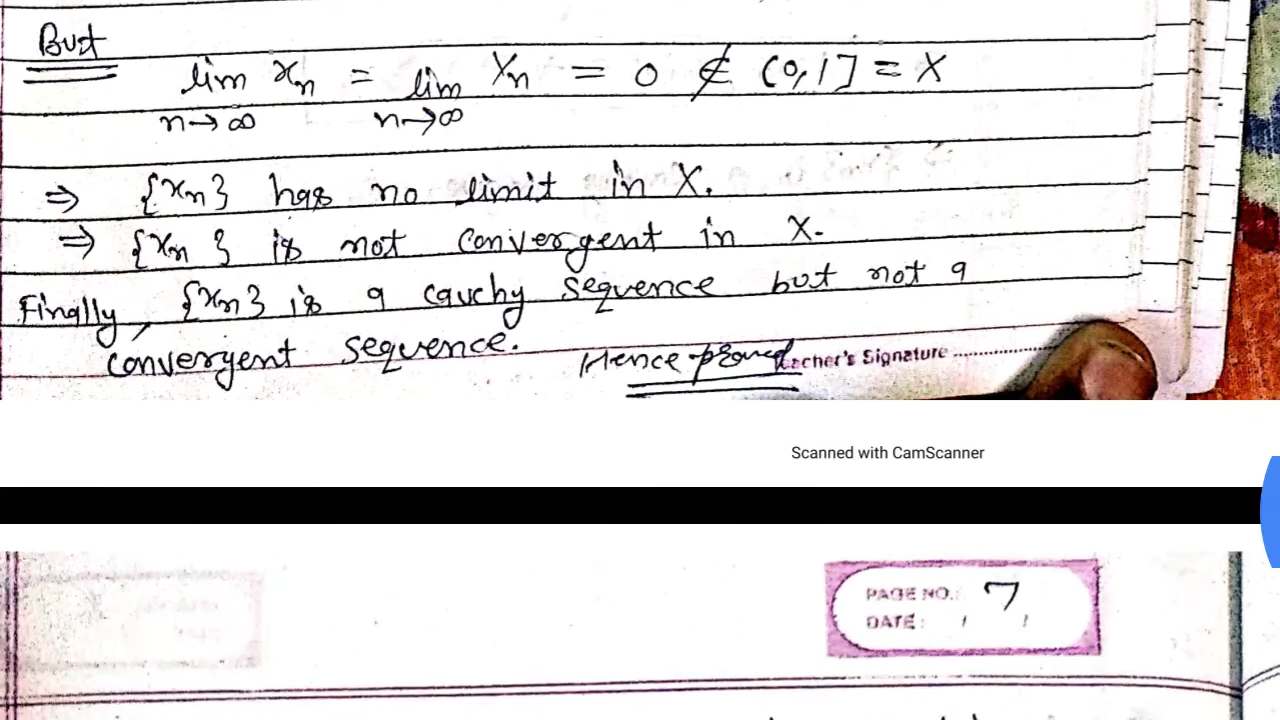 But
lim xₙ = lim Yₙ = 0 ∉ (0,1] = X
n→∞ n→∞
⇒ {xₙ} has no limit in X.
⇒ {xₙ} is not convergent in X.
Finally, {xₙ} is a cauchy sequence but not a
convergent sequence. Hence proved
Teacher's Signature ....................
Scanned with CamScanner
PAGE NO.: 7
DATE: / /